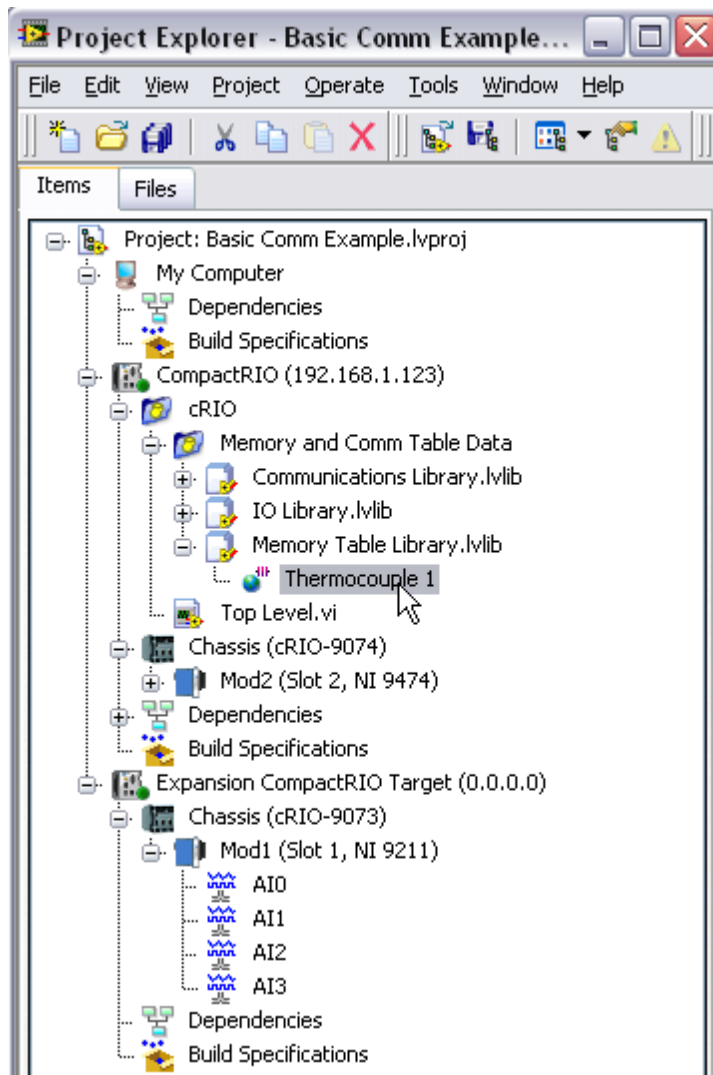 Project Explorer - Basic Comm Example...
File Edit View Project Operate Tools Window Help
Items Files
Project: Basic Comm Example.lvproj
My Computer
Dependencies
Build Specifications
CompactRIO (192.168.1.123)
cRIO
Memory and Comm Table Data
Communications Library.lvlib
IO Library.lvlib
Memory Table Library.lvlib
Thermocouple 1
Top Level.vi
Chassis (cRIO-9074)
Mod2 (Slot 2, NI 9474)
Dependencies
Build Specifications
Expansion CompactRIO Target (0.0.0.0)
Chassis (cRIO-9073)
Mod1 (Slot 1, NI 9211)
AI0
AI1
AI2
AI3
Dependencies
Build Specifications